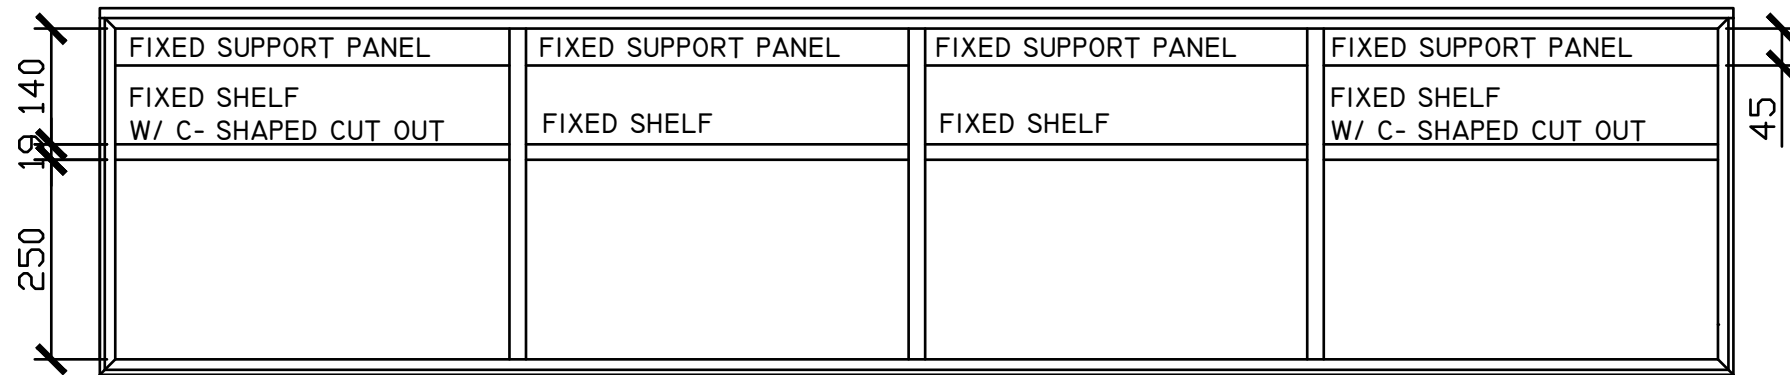 FIXED SUPPORT PANEL
FIXED SUPPORT PANEL
FIXED SUPPORT PANEL
FIXED SUPPORT PANEL
140
FIXED SHELF
W/ C- SHAPED CUT OUT
FIXED SHELF
FIXED SHELF
FIXED SHELF
W/ C- SHAPED CUT OUT
45
19
250